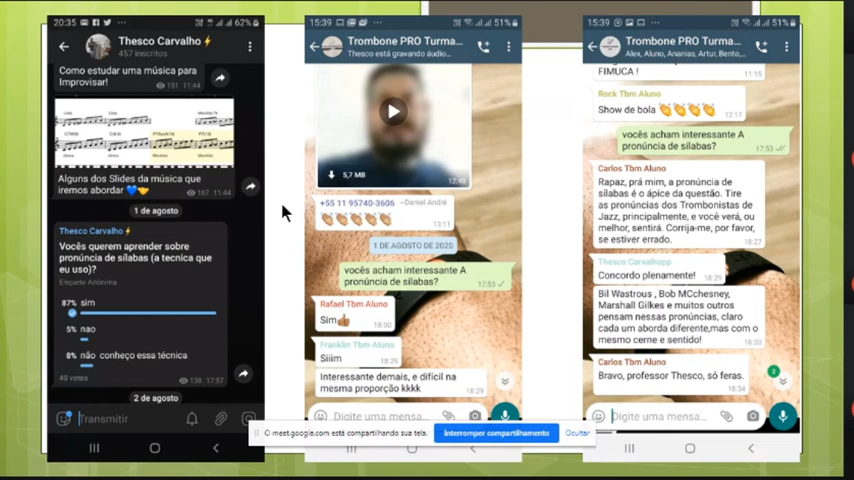 20:35
62%
Thesco Carvalho⚡
457 inscritos
Como estudar uma música para
Improvisar!
151 11:44
Alguns dos Slides da música que
iremos abordar 💙🤝
167 11:44
1 de agosto
Thesco Carvalho⚡
Vocês querem aprender sobre
pronúncia de sílabas (a tecnica que
eu uso)?
Enquete Anônima
87% sim
5% nao
8% não conheço essa técnica
49 votes
138 17:57
2 de agosto
Transmitir
15:39
51%
Trombone PRO Turma...
Thesco está gravando áudio...
5,7 MB
12:49
+55 11 95740-3606 ~Daniel André
👏🏽👏🏽👏🏽👏🏽👏🏽
13:11
1 DE AGOSTO DE 2020
vocês acham interessante A
pronúncia de sílabas?
17:53
Rafael Tbm Aluno
Sim👍🏽
18:00
Franklin Tbm Aluno
Siiim
18:29
Interessante demais, e difícil na
mesma proporção kkkk
18:29
Digite uma mensa...
15:39
51%
Trombone PRO Turma...
Alex, Aluno, Ananias, Artur, Bento,...
FIMUCA !
11:15
Rock Tbm Aluno
Show de bola 👏👏👏👏
12:17
vocês acham interessante A
pronúncia de sílabas?
17:53
Carlos Tbm Aluno
Rapaz, prá mim, a pronúncia de
sílabas é o ápice da questão. Tire
as pronúncias dos Trombonistas de
Jazz, principalmente, e você verá, ou
melhor, sentirá. Corrija-me, por favor,
se estiver errado.
18:27
Thesco Carvalhopp
Concordo plenamente!
18:29
Bil Wastrous , Bob MCchesney,
Marshall Gilkes e muitos outros
pensam nessas pronúncias, claro
cada um aborda diferente,mas com o
mesmo cerne e sentido!
18:30
Carlos Tbm Aluno
Bravo, professor Thesco, só feras.
18:34
2
Digite uma mensa...
O meet.google.com está compartilhando sua tela.
Interromper compartilhamento
Ocultar